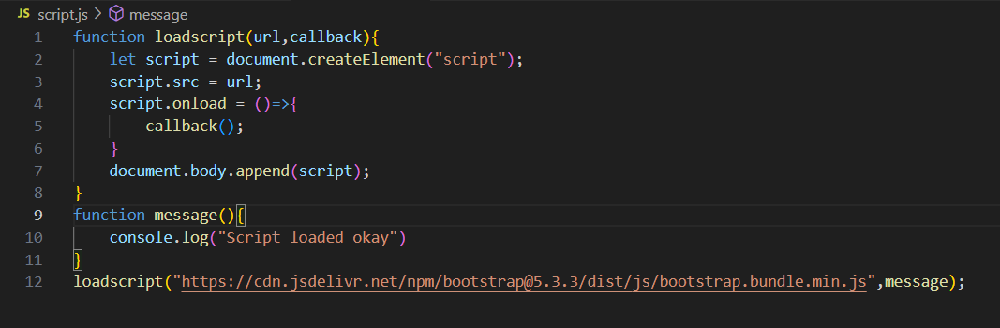 JS script.js > message
1 function loadscript(url,callback){
2     let script = document.createElement("script");
3     script.src = url;
4     script.onload = ()=>{
5         callback();
6     }
7     document.body.append(script);
8 }
9 function message(){
10     console.log("Script loaded okay")
11 }
12 loadscript("https://cdn.jsdelivr.net/npm/bootstrap@5.3.3/dist/js/bootstrap.bundle.min.js",message);